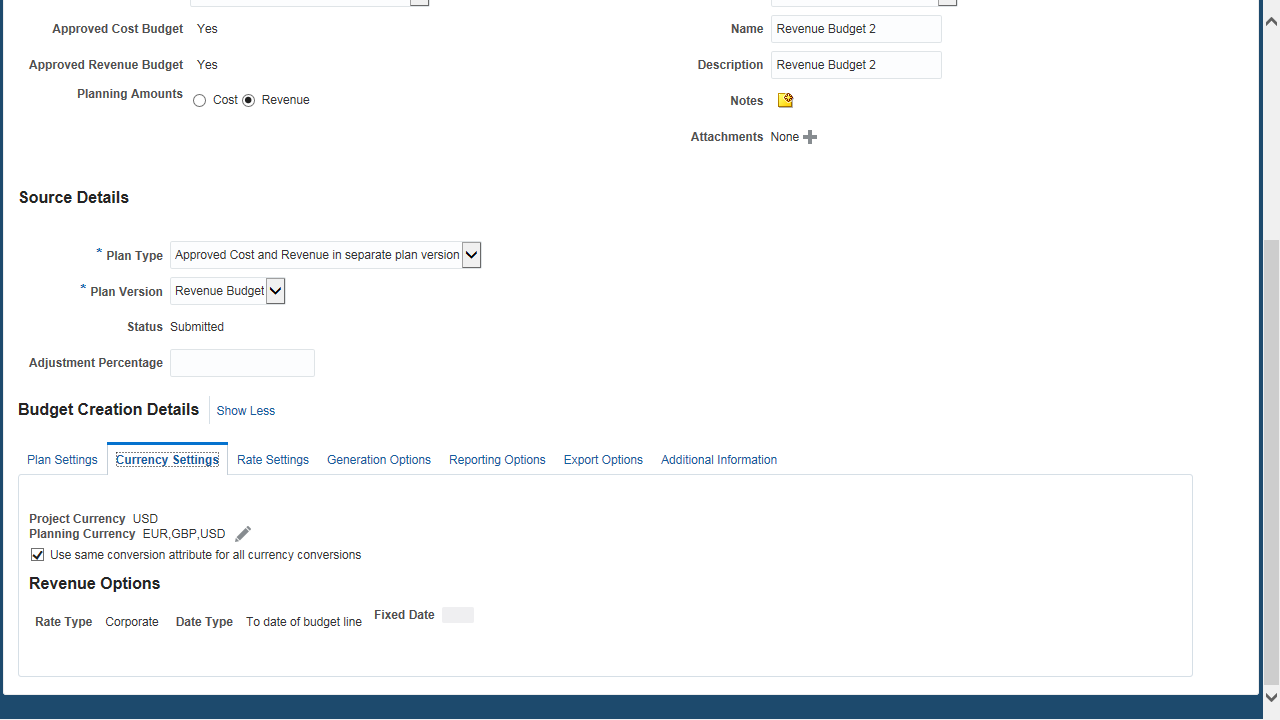 Approved Cost Budget Yes
Approved Revenue Budget Yes
Planning Amounts Cost Revenue
Name Revenue Budget 2
Description Revenue Budget 2
Notes
Attachments None
Source Details
* Plan Type Approved Cost and Revenue in separate plan version
* Plan Version Revenue Budget
Status Submitted
Adjustment Percentage
Budget Creation Details Show Less
Plan Settings Currency Settings Rate Settings Generation Options Reporting Options Export Options Additional Information
Project Currency USD
Planning Currency EUR,GBP,USD
Use same conversion attribute for all currency conversions
Revenue Options
Rate Type Corporate Date Type To date of budget line Fixed Date